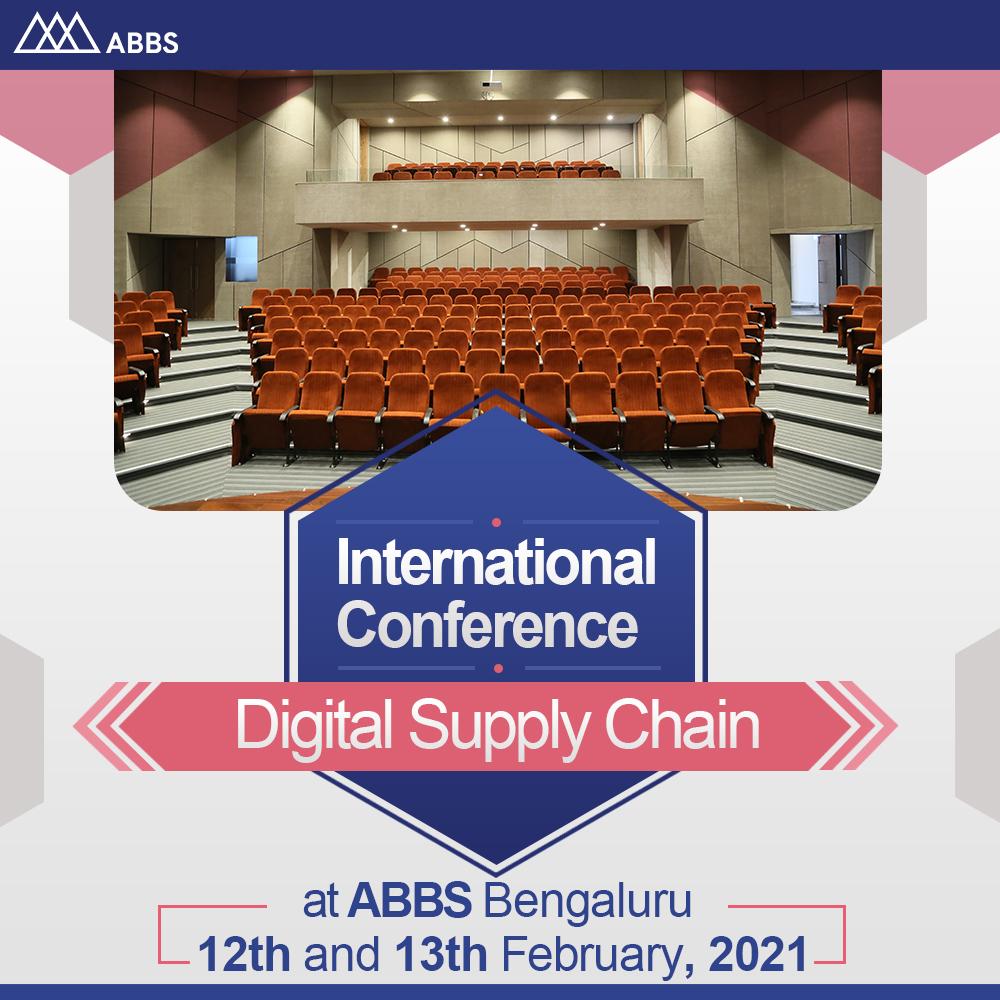 ABBS
International
Conference
Digital Supply Chain
at ABBS Bengaluru
12th and 13th February, 2021